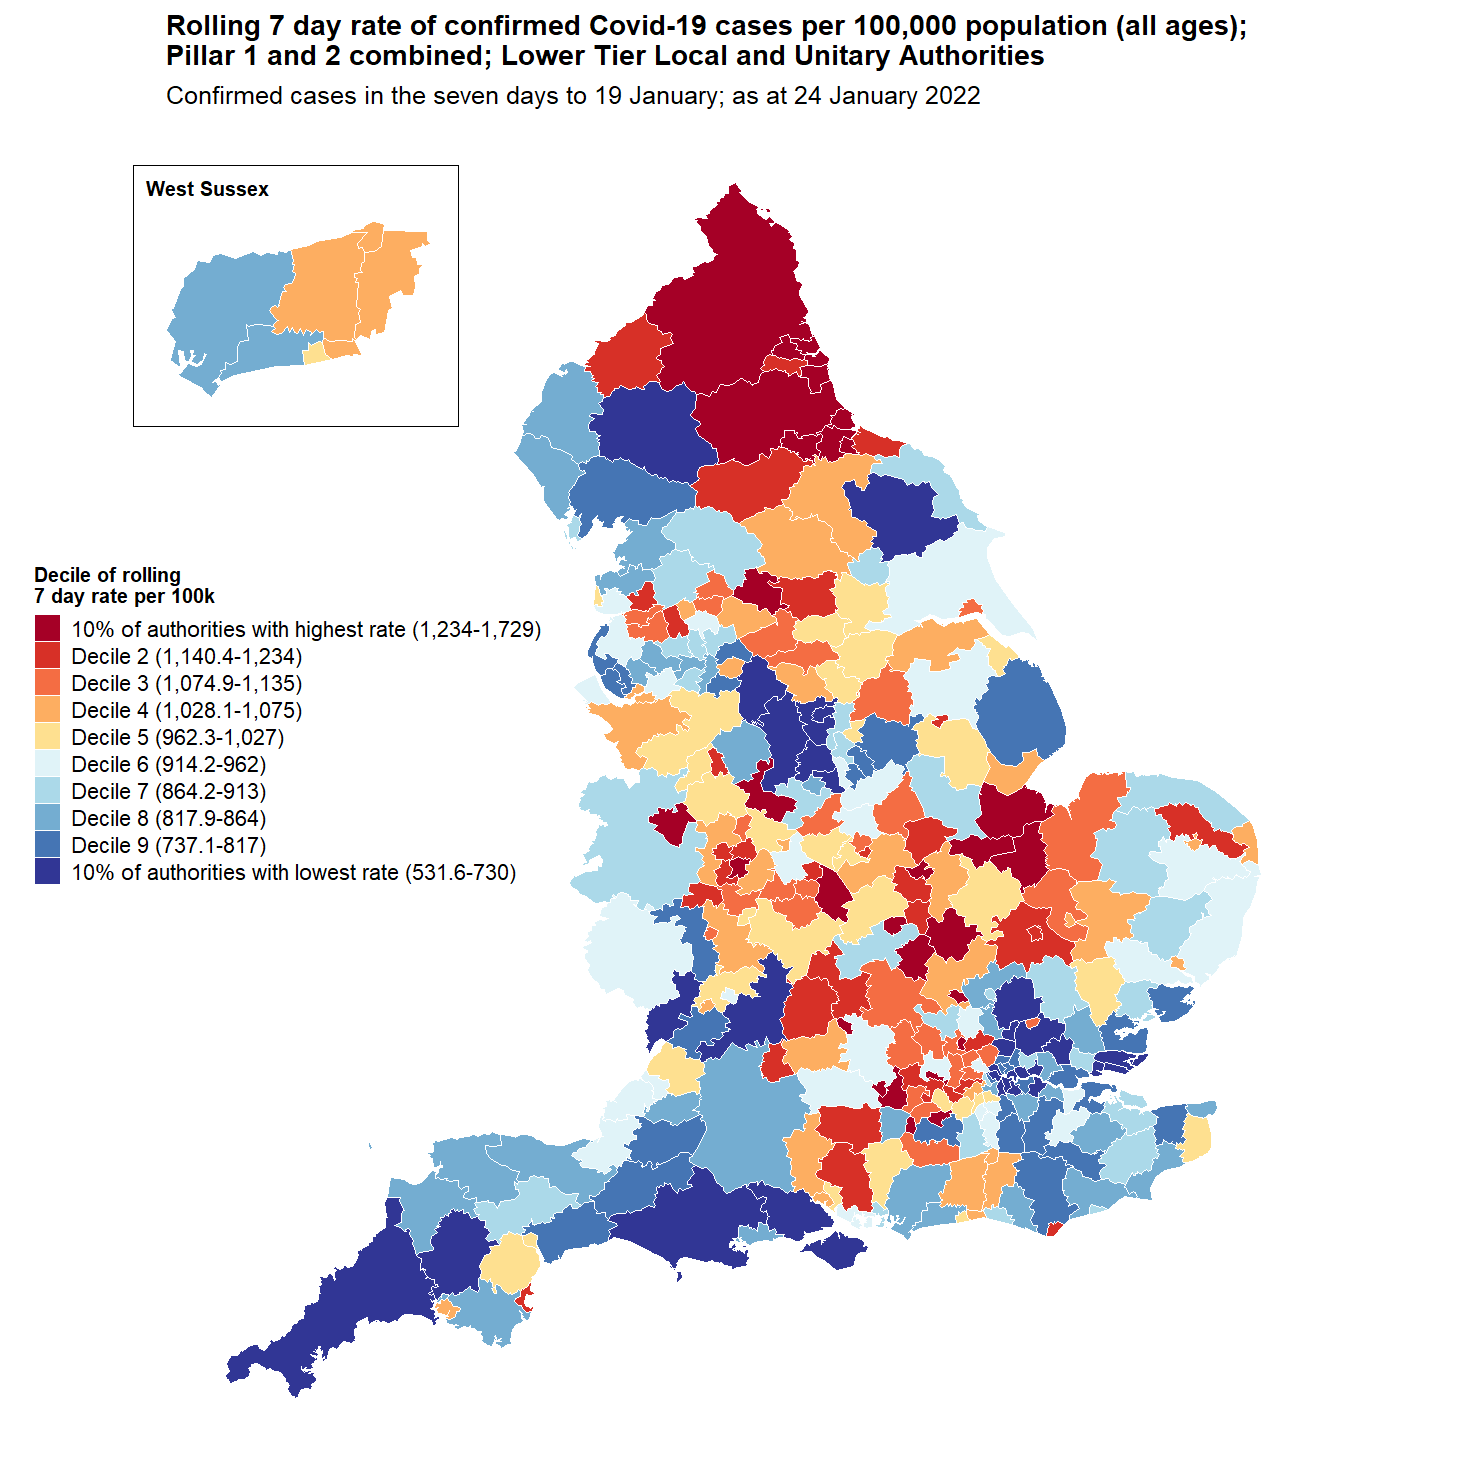 Rolling 7 day rate of confirmed Covid-19 cases per 100,000 population (all ages);
Pillar 1 and 2 combined; Lower Tier Local and Unitary Authorities
Confirmed cases in the seven days to 19 January; as at 24 January 2022
West Sussex
Decile of rolling
7 day rate per 100k
10% of authorities with highest rate (1,234-1,729)
Decile 2 (1,140.4-1,234)
Decile 3 (1,074.9-1,135)
Decile 4 (1,028.1-1,075)
Decile 5 (962.3-1,027)
Decile 6 (914.2-962)
Decile 7 (864.2-913)
Decile 8 (817.9-864)
Decile 9 (737.1-817)
10% of authorities with lowest rate (531.6-730)